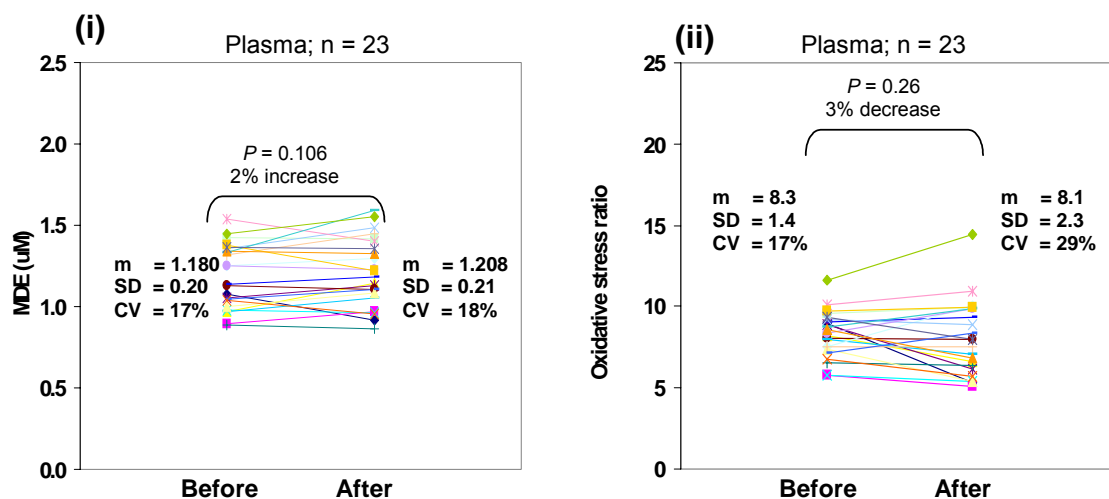 (i)
Plasma; n = 23
2.5
2.0
1.5
1.0
0.5
0.0
MDE (uM)
P = 0.106
2% increase
m = 1.180
SD = 0.20
CV = 17%
m = 1.208
SD = 0.21
CV = 18%
Before After
(ii)
Plasma; n = 23
25
20
15
10
5
0
Oxidative stress ratio
P = 0.26
3% decrease
m = 8.3
SD = 1.4
CV = 17%
m = 8.1
SD = 2.3
CV = 29%
Before After